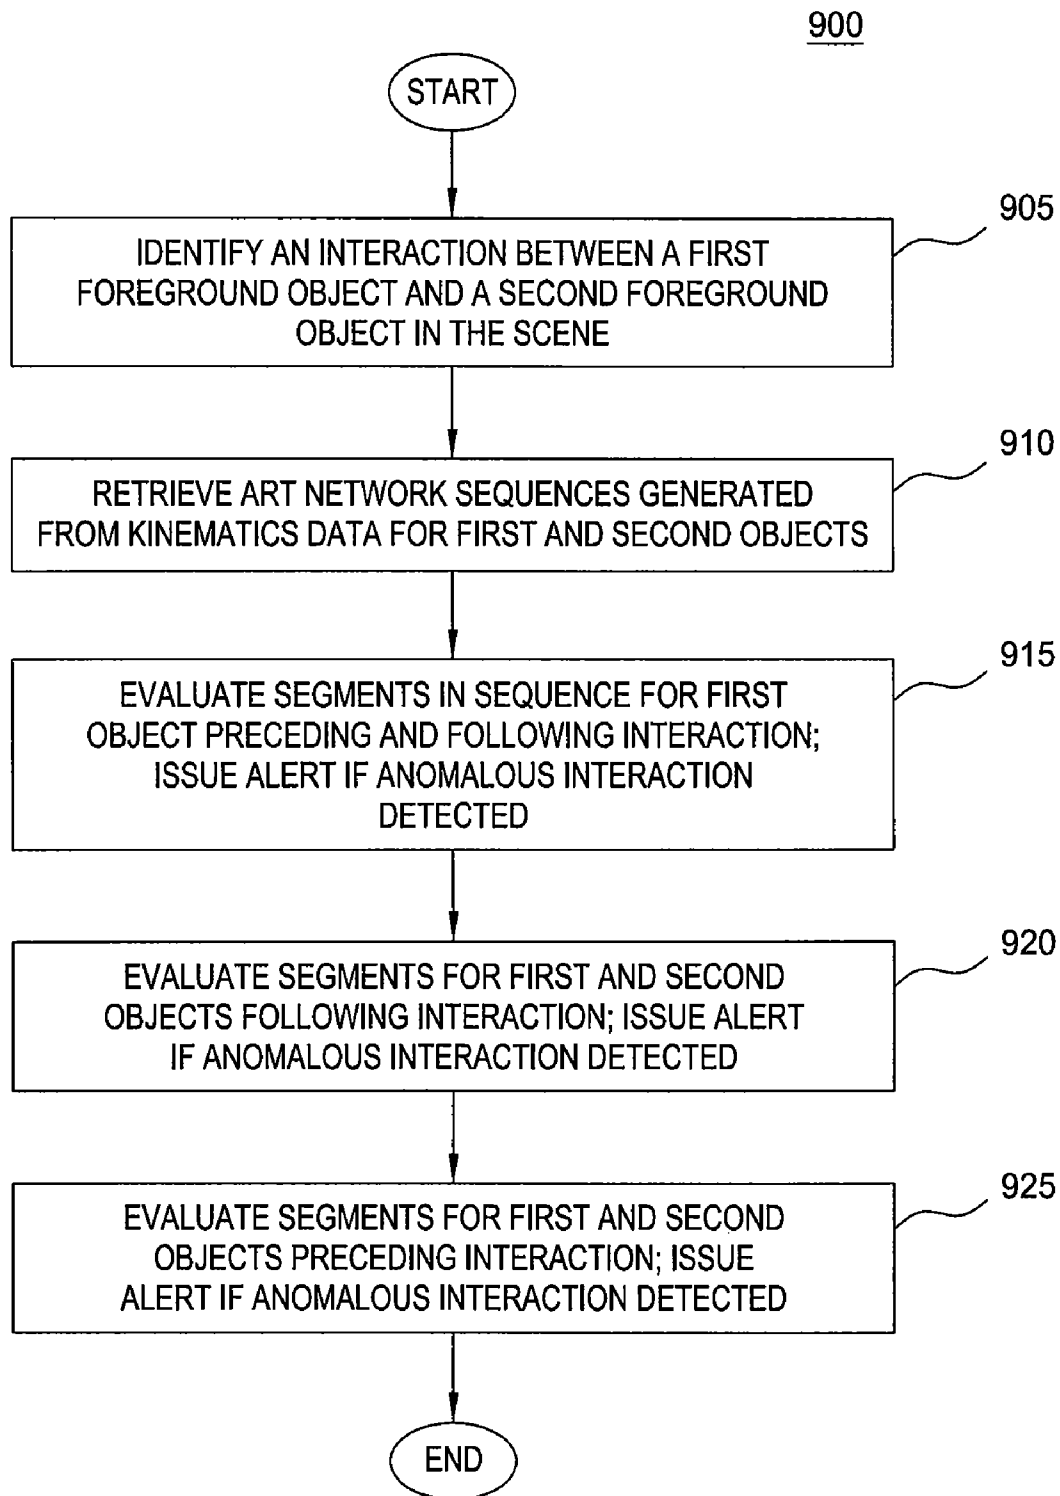 900
START
905
IDENTIFY AN INTERACTION BETWEEN A FIRST
FOREGROUND OBJECT AND A SECOND FOREGROUND
OBJECT IN THE SCENE
910
RETRIEVE ART NETWORK SEQUENCES GENERATED
FROM KINEMATICS DATA FOR FIRST AND SECOND OBJECTS
915
EVALUATE SEGMENTS IN SEQUENCE FOR FIRST
OBJECT PRECEDING AND FOLLOWING INTERACTION;
ISSUE ALERT IF ANOMALOUS INTERACTION
DETECTED
920
EVALUATE SEGMENTS FOR FIRST AND SECOND
OBJECTS FOLLOWING INTERACTION; ISSUE ALERT
IF ANOMALOUS INTERACTION DETECTED
925
EVALUATE SEGMENTS FOR FIRST AND SECOND
OBJECTS PRECEDING INTERACTION; ISSUE
ALERT IF ANOMALOUS INTERACTION DETECTED
END